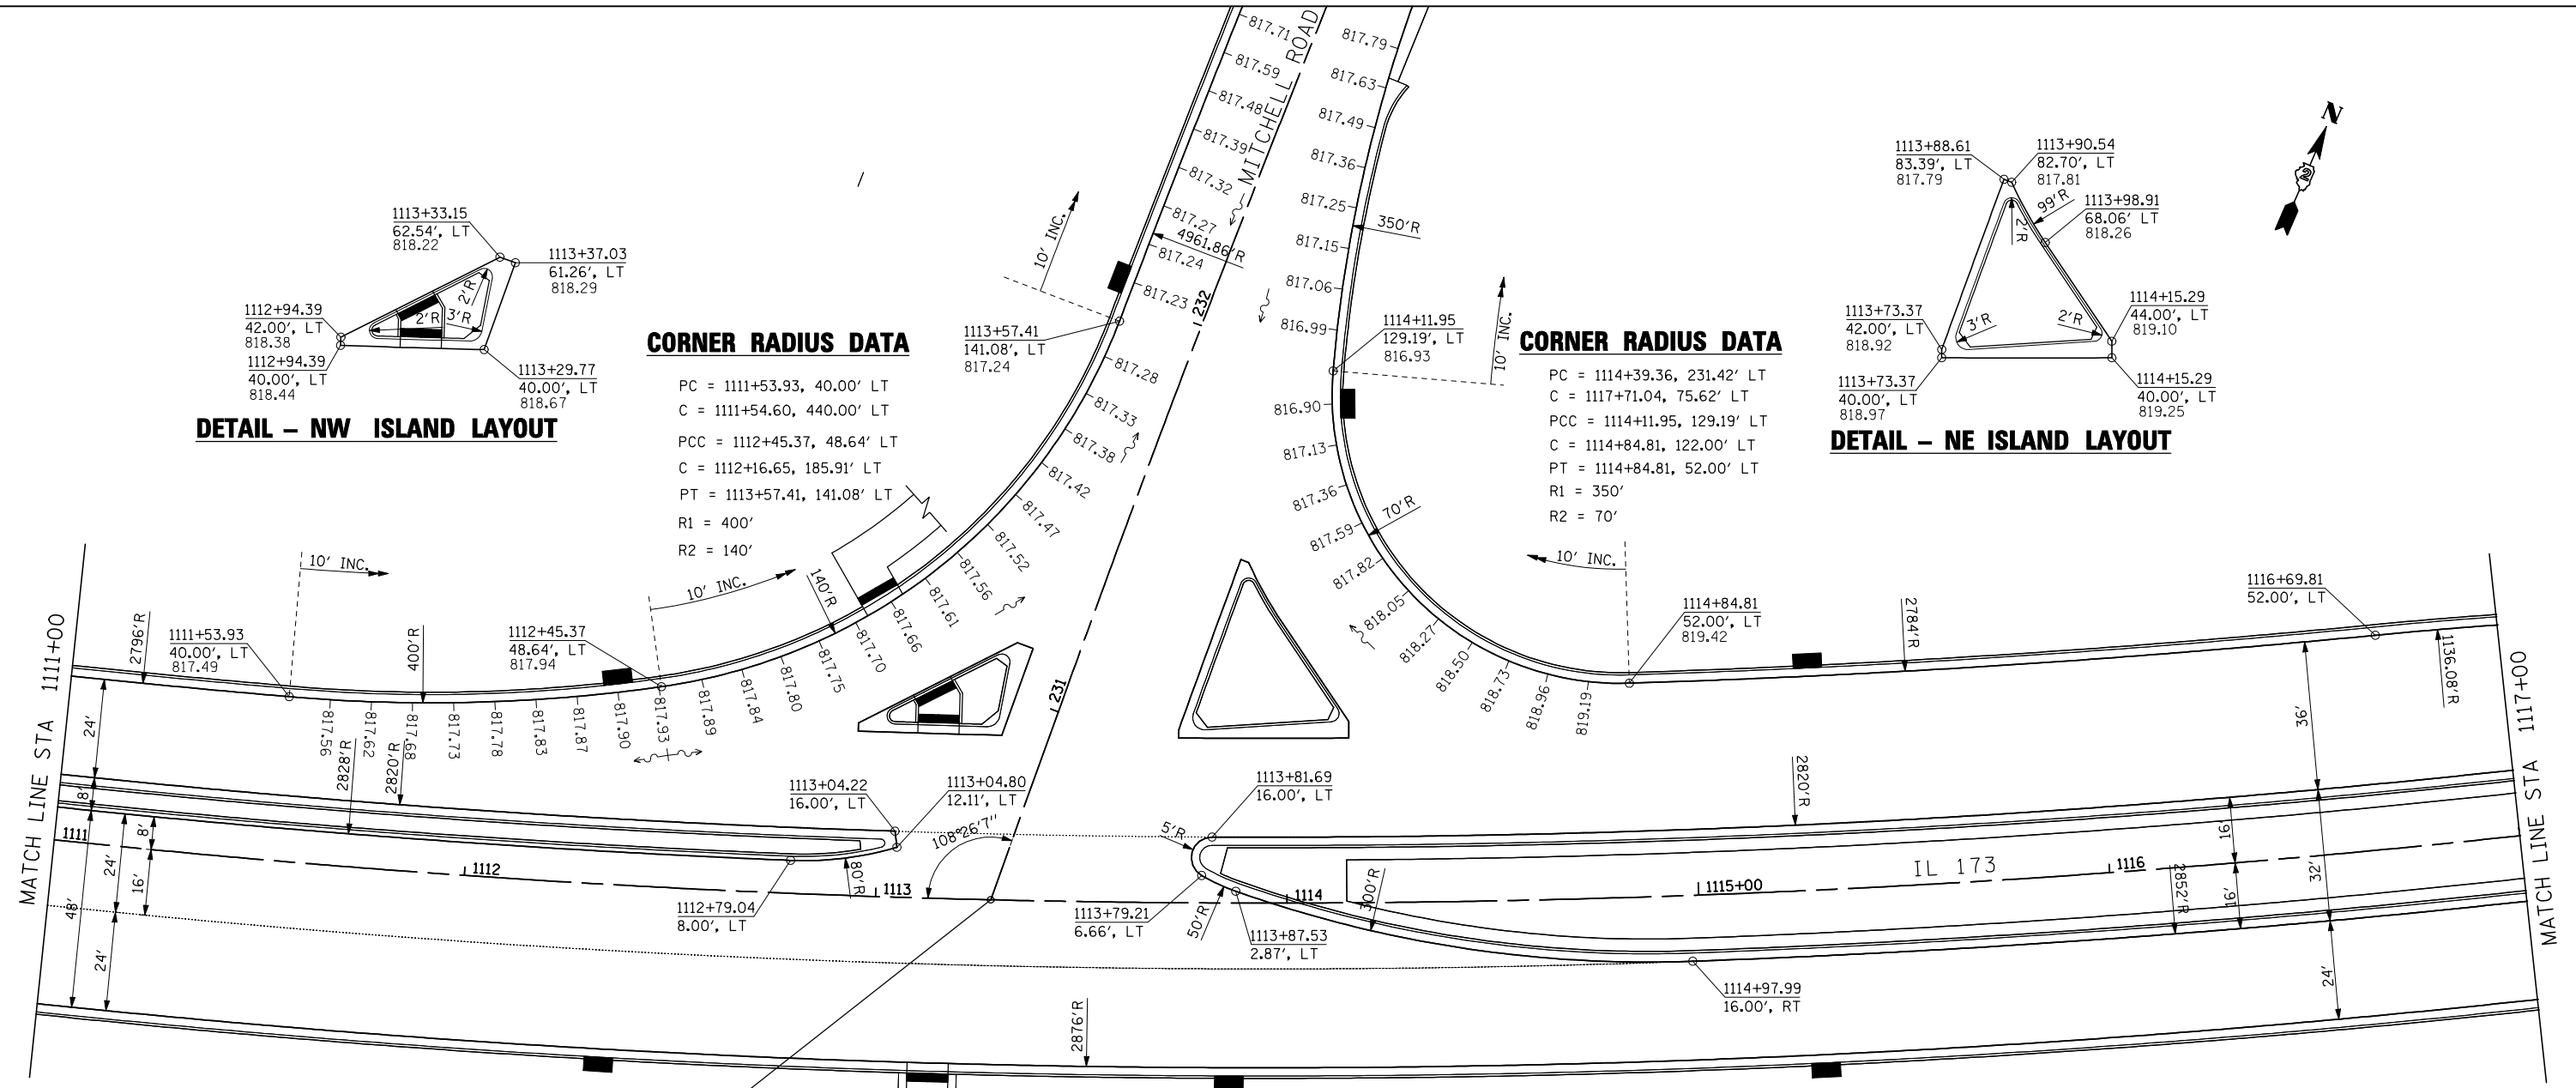 817.71
817.59
817.48
817.39
817.32
817.27
4961.86'R
817.24
817.23
MITCHELL ROAD
817.79
817.63
817.49
817.36
817.25
350'R
817.15
817.06
816.99
232
N
1113+33.15
62.54', LT
818.22
1113+37.03
61.26', LT
818.29
1112+94.39
42.00', LT
818.38
1112+94.39
40.00', LT
818.44
1113+29.77
40.00', LT
818.67
2'R
2'R
3'R
DETAIL – NW ISLAND LAYOUT
CORNER RADIUS DATA
PC = 1111+53.93, 40.00' LT
C = 1111+54.60, 440.00' LT
PCC = 1112+45.37, 48.64' LT
C = 1112+16.65, 185.91' LT
PT = 1113+57.41, 141.08' LT
R1 = 400'
R2 = 140'
10' INC.
1113+57.41
141.08', LT
817.24
1114+11.95
129.19', LT
816.93
10' INC.
CORNER RADIUS DATA
PC = 1114+39.36, 231.42' LT
C = 1117+71.04, 75.62' LT
PCC = 1114+11.95, 129.19' LT
C = 1114+84.81, 122.00' LT
PT = 1114+84.81, 52.00' LT
R1 = 350'
R2 = 70'
1113+88.61
83.39', LT
817.79
1113+90.54
82.70', LT
817.81
99'R
2'R
1113+98.91
68.06' LT
818.26
1113+73.37
42.00', LT
818.92
1113+73.37
40.00', LT
818.97
3'R
2'R
1114+15.29
44.00', LT
819.10
1114+15.29
40.00', LT
819.25
DETAIL – NE ISLAND LAYOUT
817.28
817.33
817.38
817.42
817.47
817.52
817.56
817.61
817.66
817.70
817.75
817.80
817.84
817.89
817.93
817.90
817.87
817.83
817.78
817.73
817.68
817.62
817.56
816.90
817.13
817.36
817.59
817.82
818.05
818.27
818.50
818.73
818.96
819.19
70'R
10' INC.
10' INC.
10' INC.
140'R
MATCH LINE STA 1111+00
2796'R
1111+53.93
40.00', LT
817.49
400'R
1112+45.37
48.64', LT
817.94
1114+84.81
52.00', LT
819.42
2784'R
1116+69.81
52.00', LT
1136.08'R
MATCH LINE STA 1117+00
24'
8'
2828'R
2820'R
231
1113+04.22
16.00', LT
1113+04.80
12.11', LT
108°26'7"
1113+81.69
16.00', LT
5'R
2820'R
36'
16'
32'
16'
24'
1111
48'
24'
8'
16'
24'
1112
80'R
1113
1112+79.04
8.00', LT
1113+79.21
6.66', LT
50'R
1113+87.53
2.87', LT
1114
300'R
1115+00
IL 173
1116
2852'R
1114+97.99
16.00', RT
2876'R